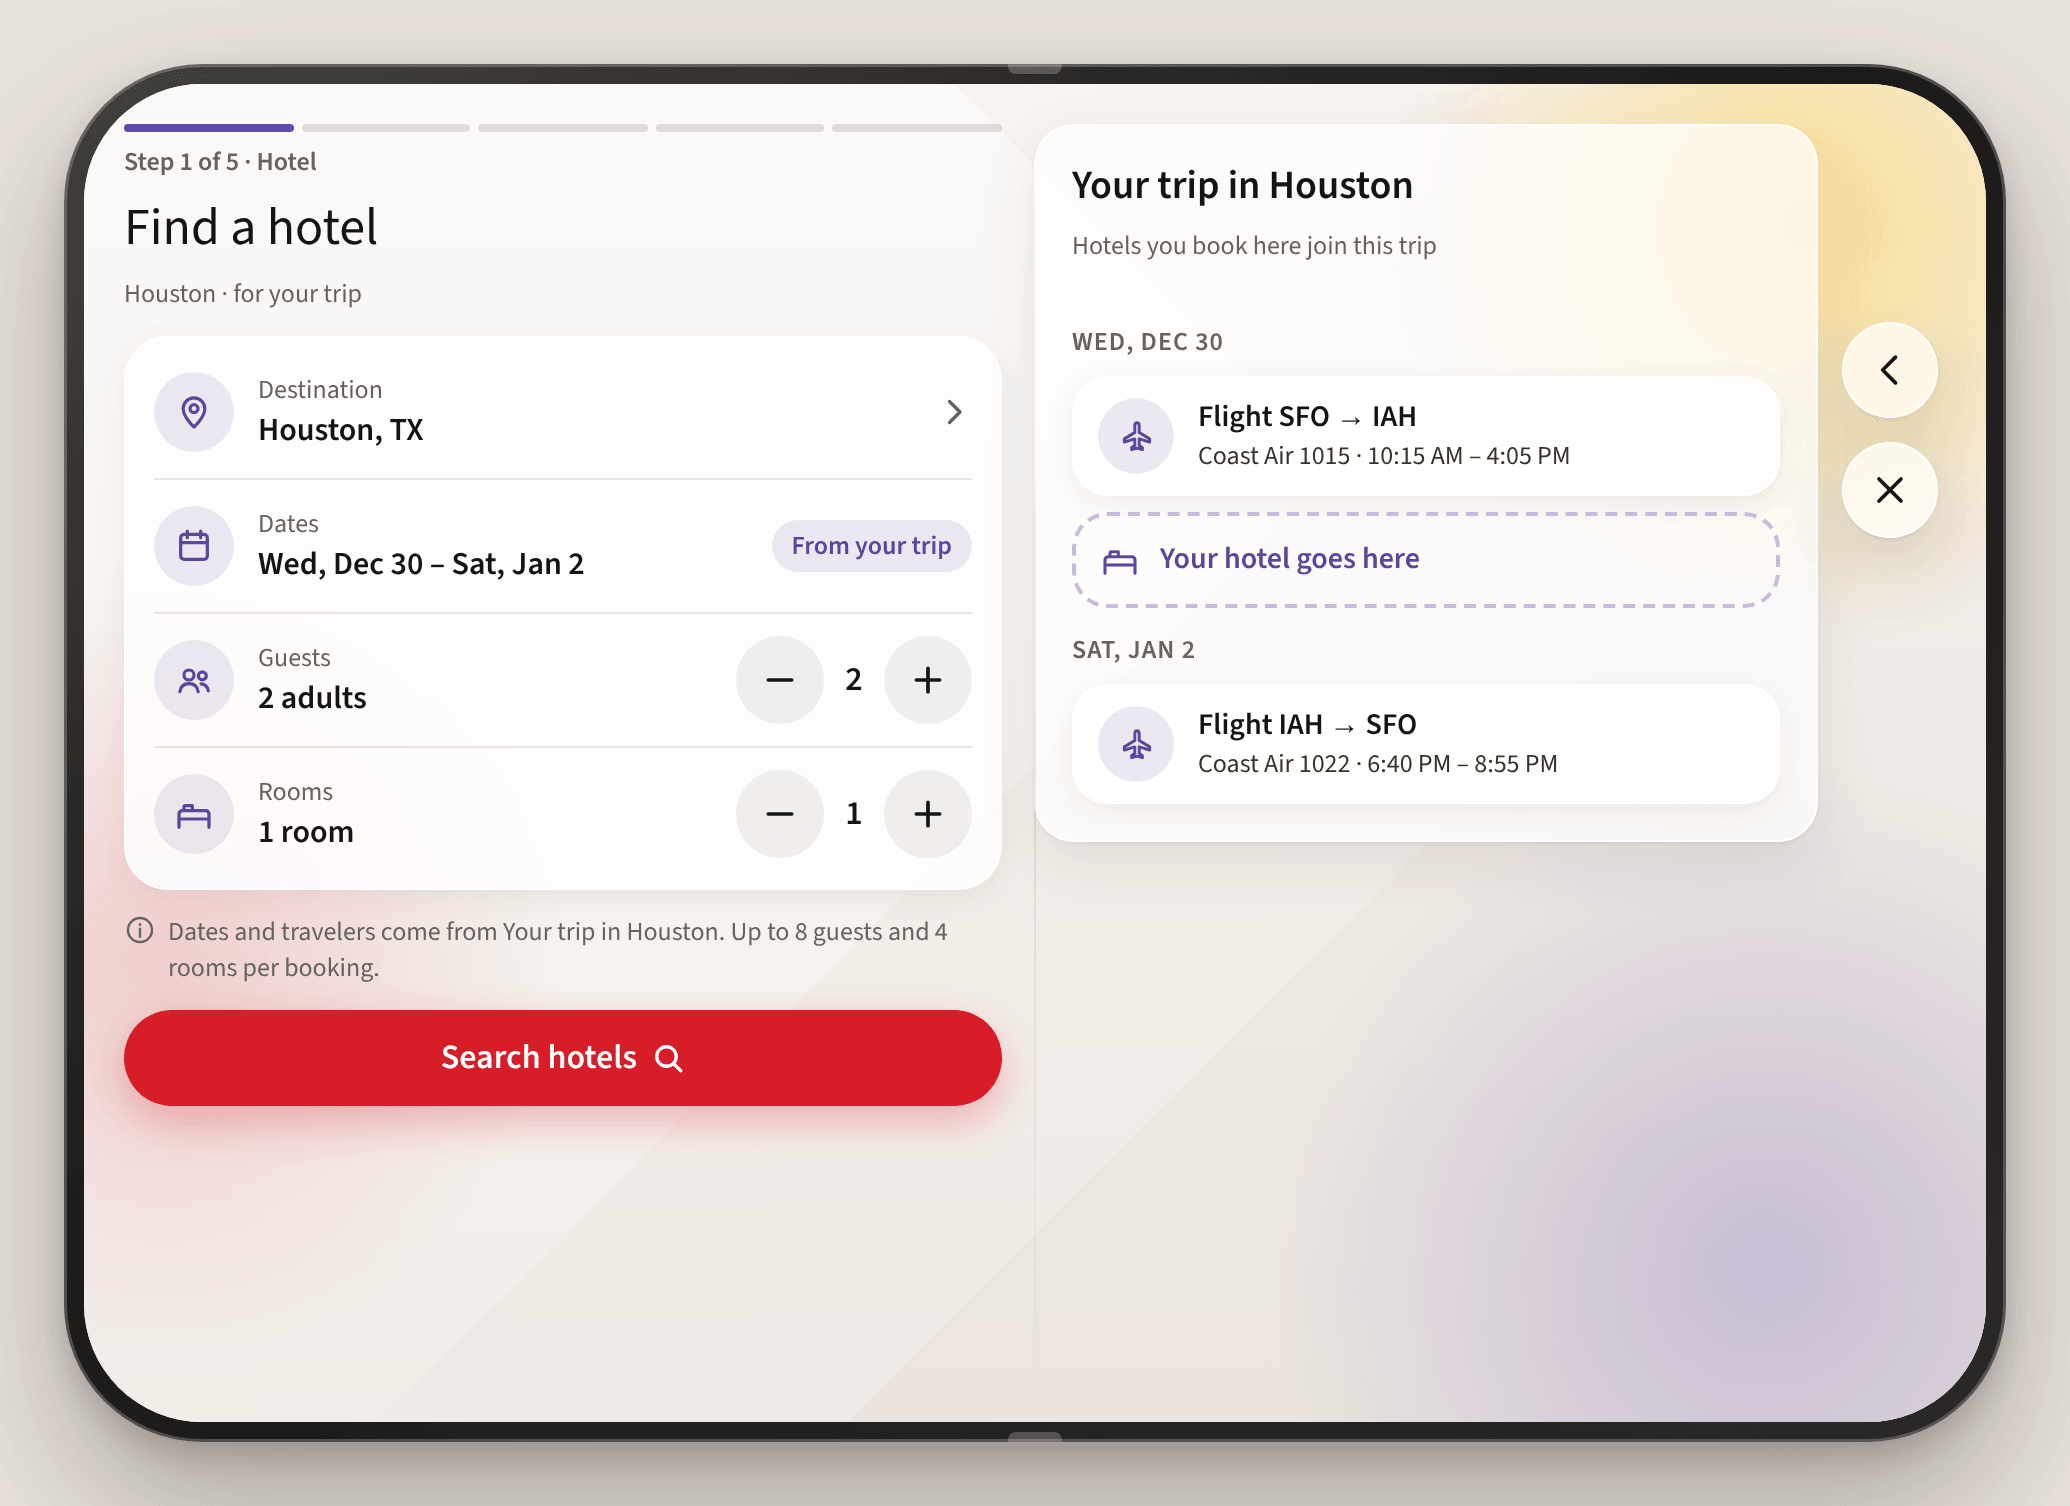 Step 1 of 5 · Hotel
Find a hotel
Houston · for your trip
Destination
Houston, TX
Dates
Wed, Dec 30 – Sat, Jan 2
From your trip
Guests
2 adults
2
Rooms
1 room
1
Dates and travelers come from Your trip in Houston. Up to 8 guests and 4
rooms per booking.
Search hotels
Your trip in Houston
Hotels you book here join this trip
WED, DEC 30
Flight SFO → IAH
Coast Air 1015 · 10:15 AM – 4:05 PM
Your hotel goes here
SAT, JAN 2
Flight IAH → SFO
Coast Air 1022 · 6:40 PM – 8:55 PM